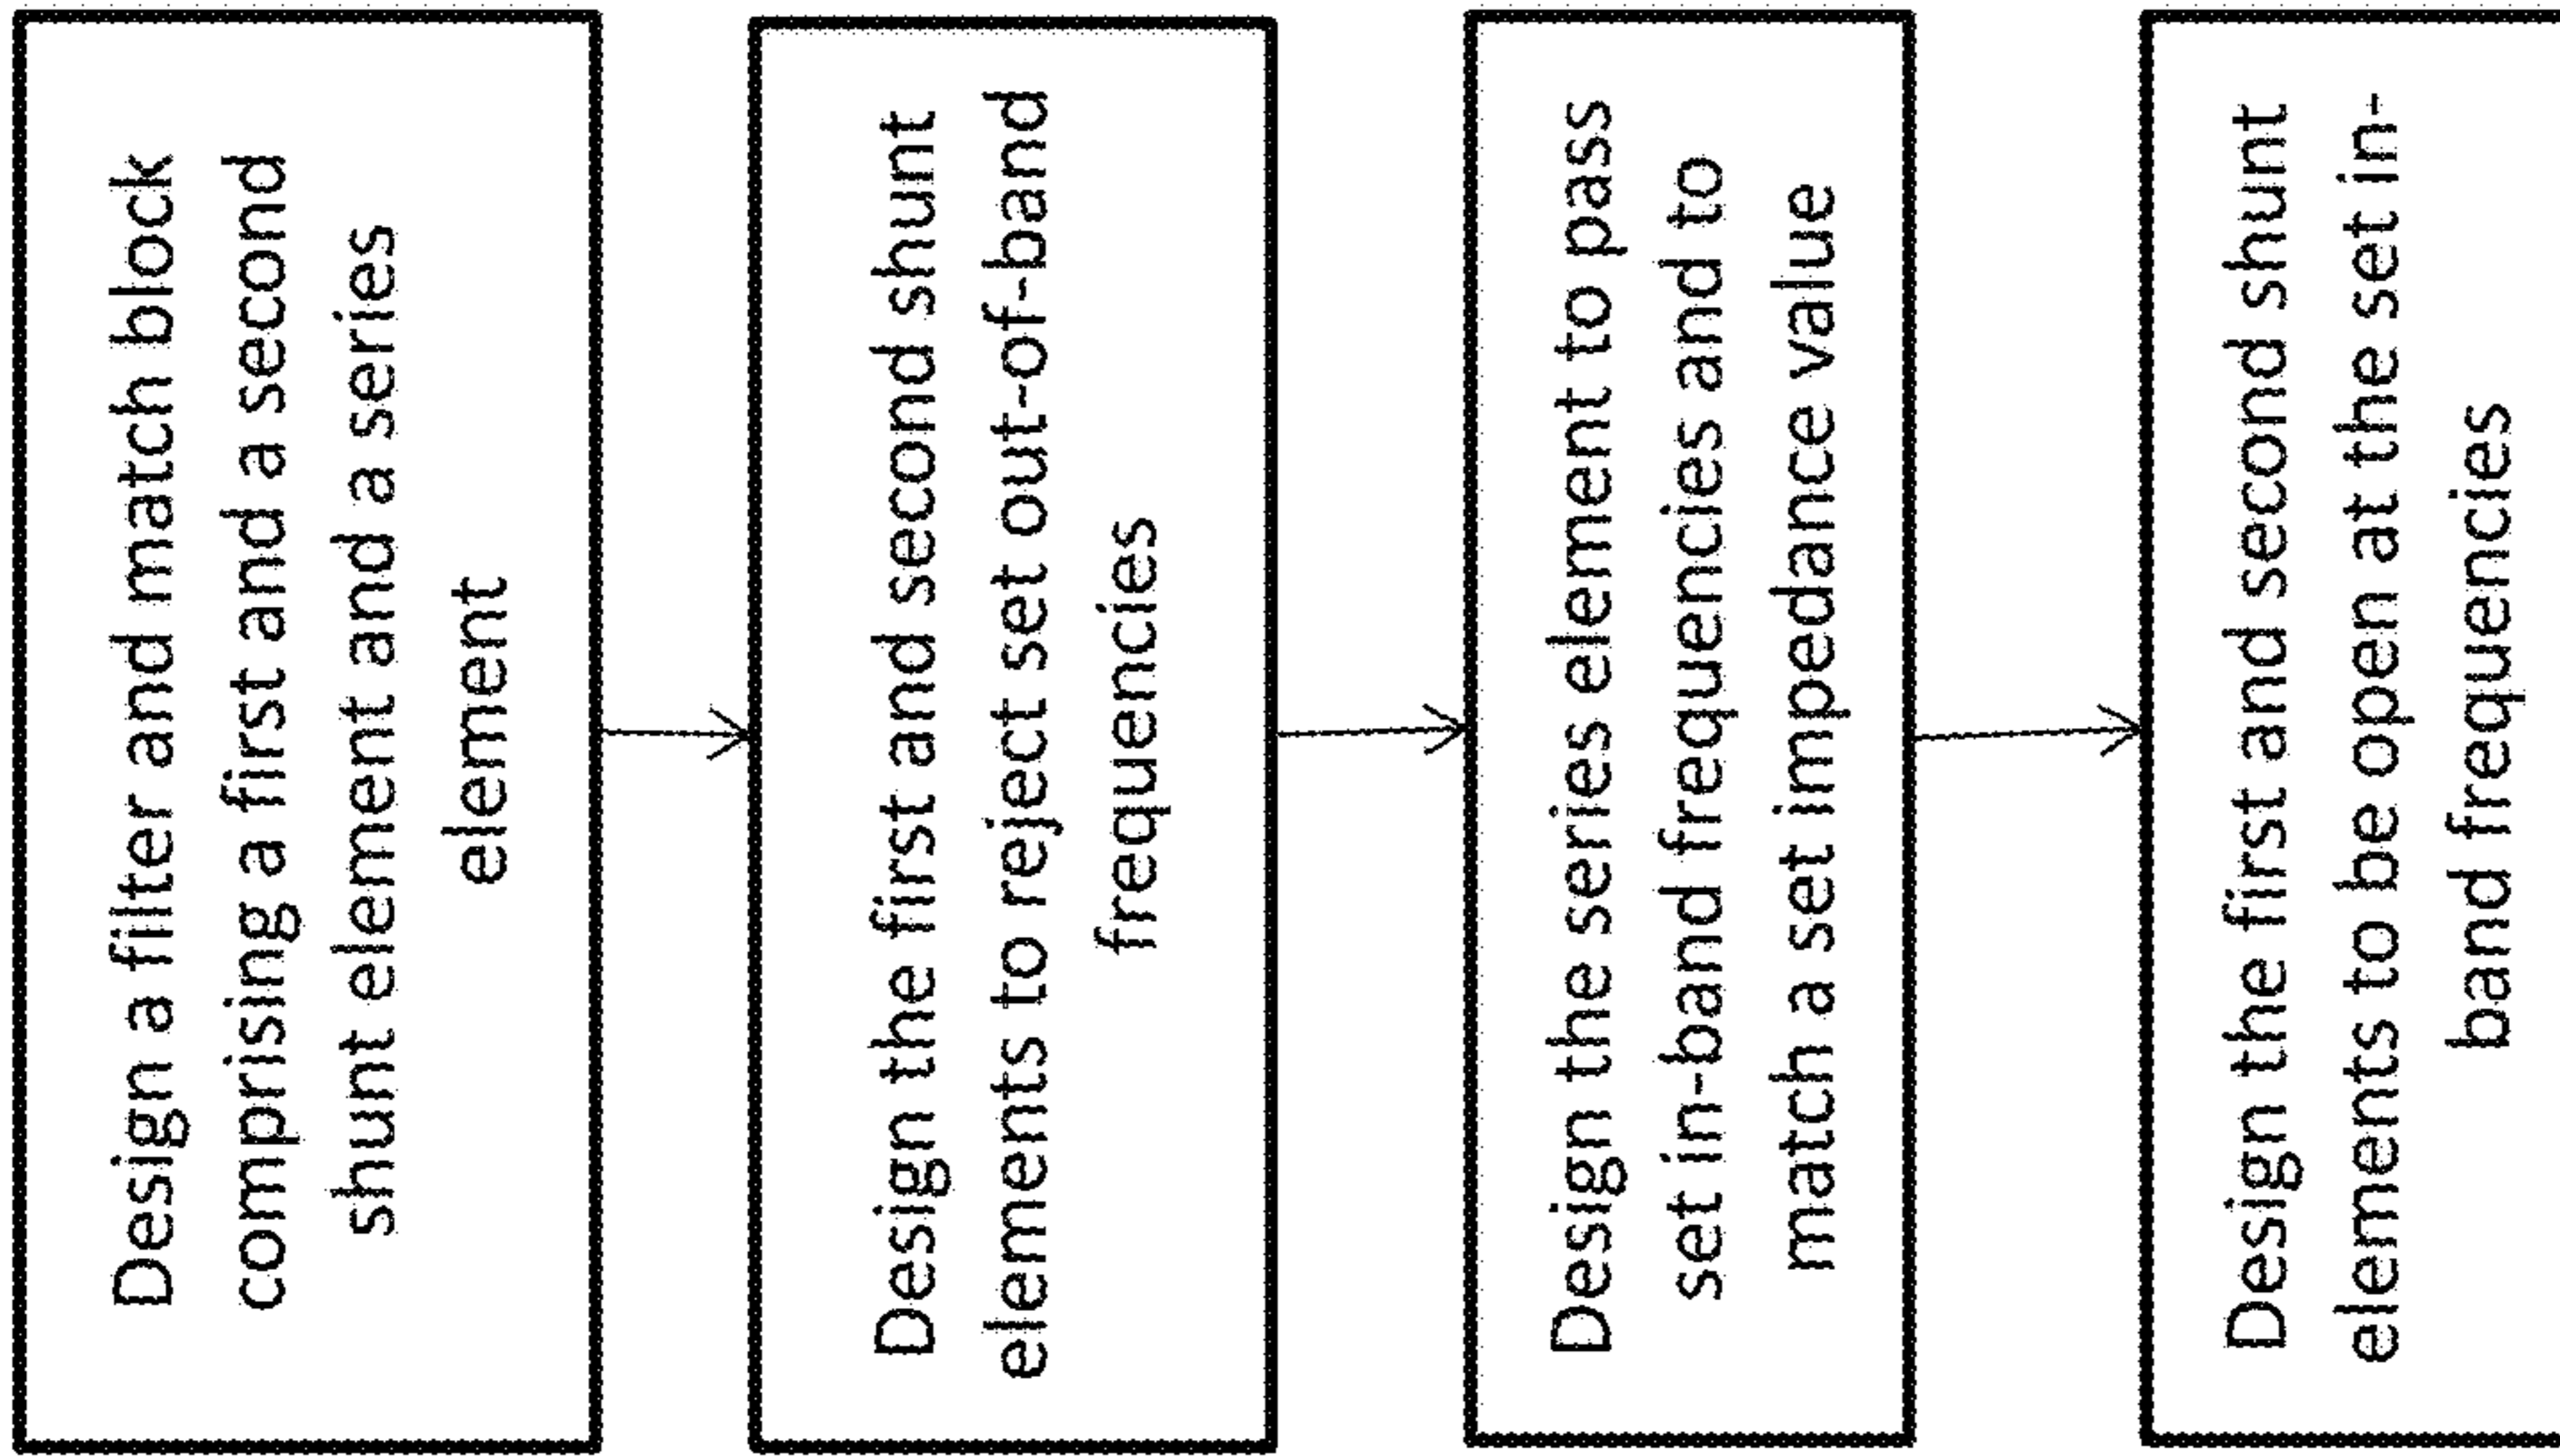 Design a filter and match block
comprising a first and a second
shunt element and a series
element
Design the first and second shunt
elements to reject set out-of-band
frequencies
Design the series element to pass
set in-band frequencies and to
match a set impedance value
Design the first and second shunt
elements to be open at the set in-
band frequencies